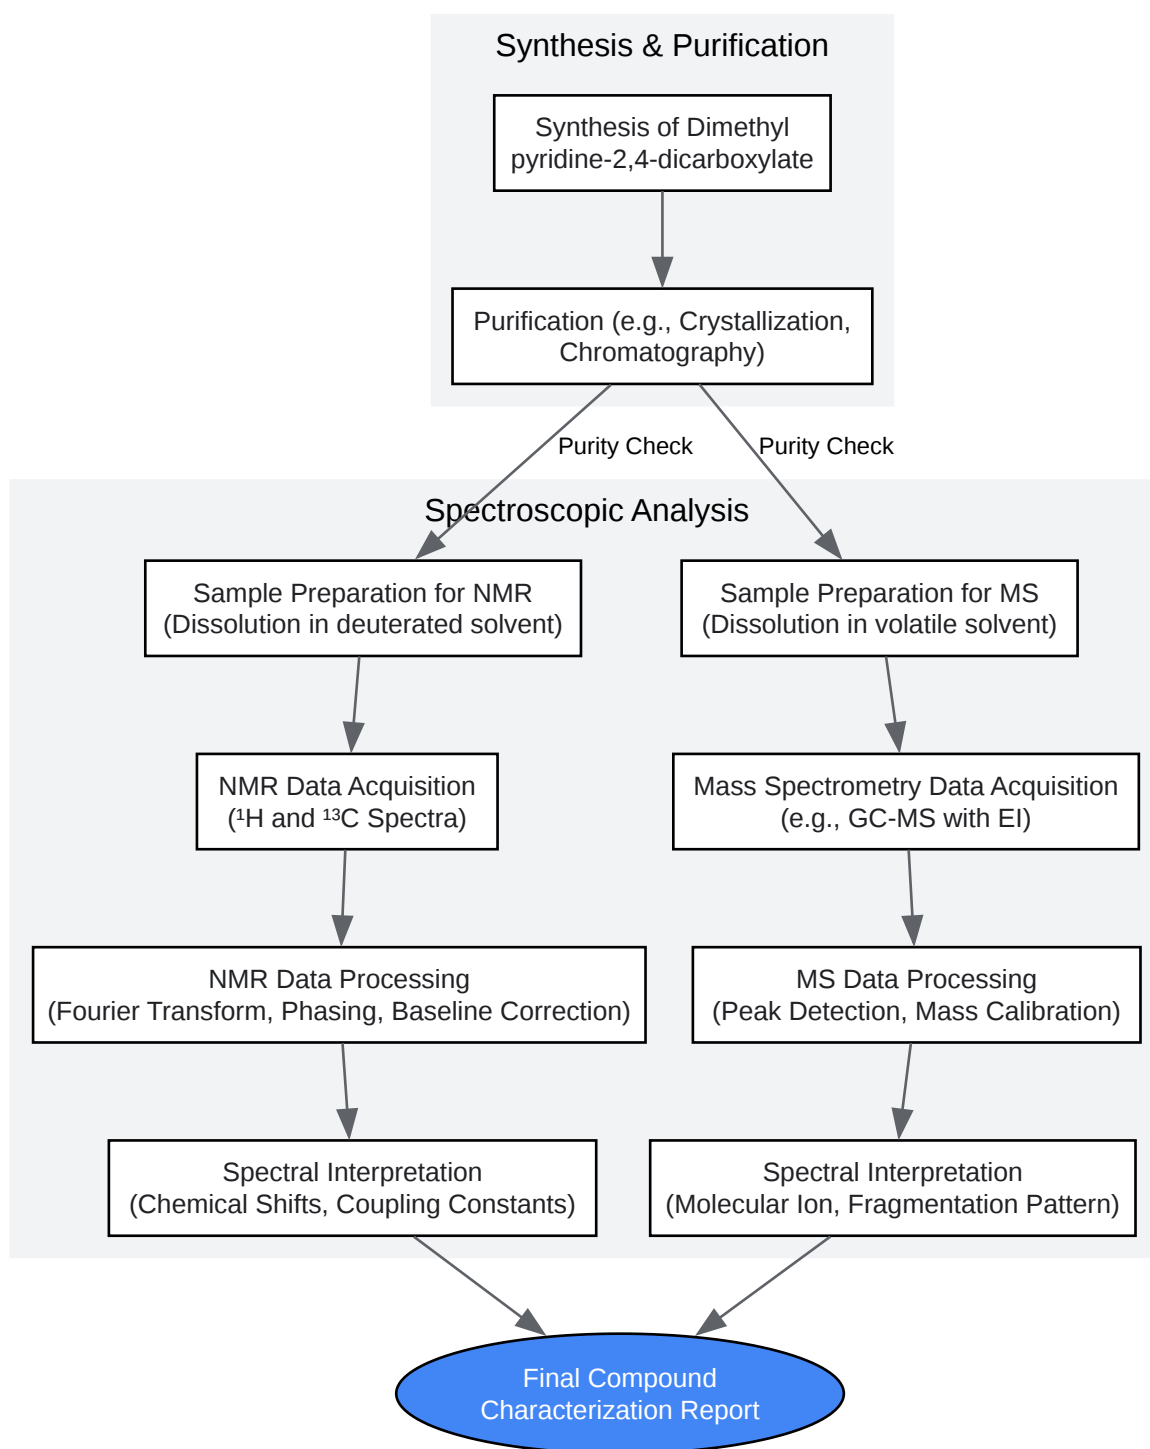 Synthesis & Purification
Synthesis of Dimethyl
pyridine-2,4-dicarboxylate
Purification (e.g., Crystallization,
Chromatography)
Purity Check
Purity Check
Spectroscopic Analysis
Sample Preparation for NMR
(Dissolution in deuterated solvent)
Sample Preparation for MS
(Dissolution in volatile solvent)
NMR Data Acquisition
(¹H and ¹³C Spectra)
Mass Spectrometry Data Acquisition
(e.g., GC-MS with EI)
NMR Data Processing
(Fourier Transform, Phasing, Baseline Correction)
MS Data Processing
(Peak Detection, Mass Calibration)
Spectral Interpretation
(Chemical Shifts, Coupling Constants)
Spectral Interpretation
(Molecular Ion, Fragmentation Pattern)
Final Compound
Characterization Report